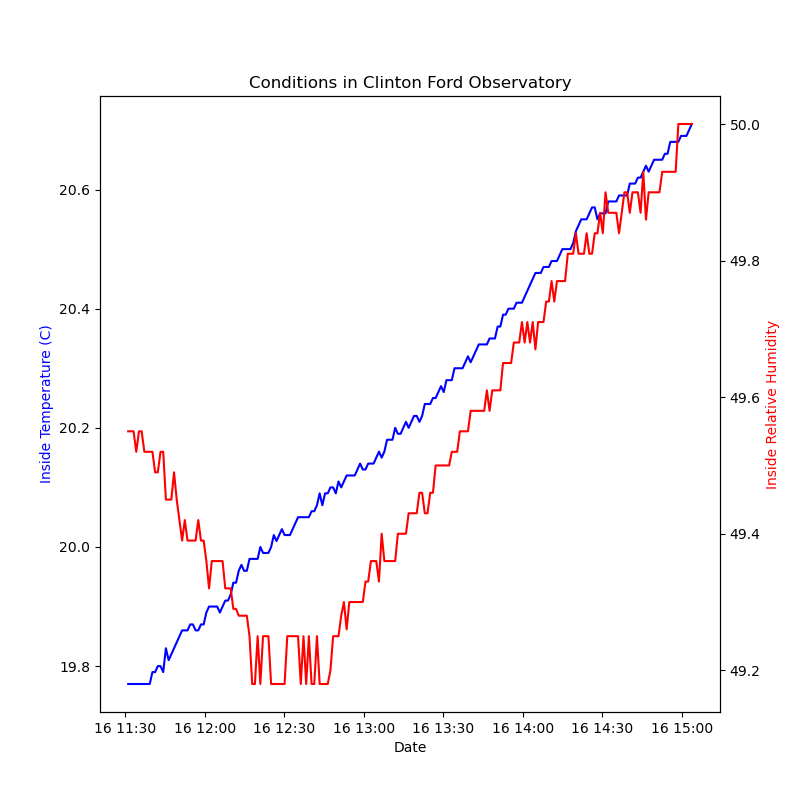 Conditions in Clinton Ford Observatory
Inside Temperature (C)
20.6
20.4
20.2
20.0
19.8
50.0
49.8
49.6
49.4
49.2
Inside Relative Humidity
16 11:30 16 12:00 16 12:30 16 13:00 16 13:30 16 14:00 16 14:30 16 15:00
Date